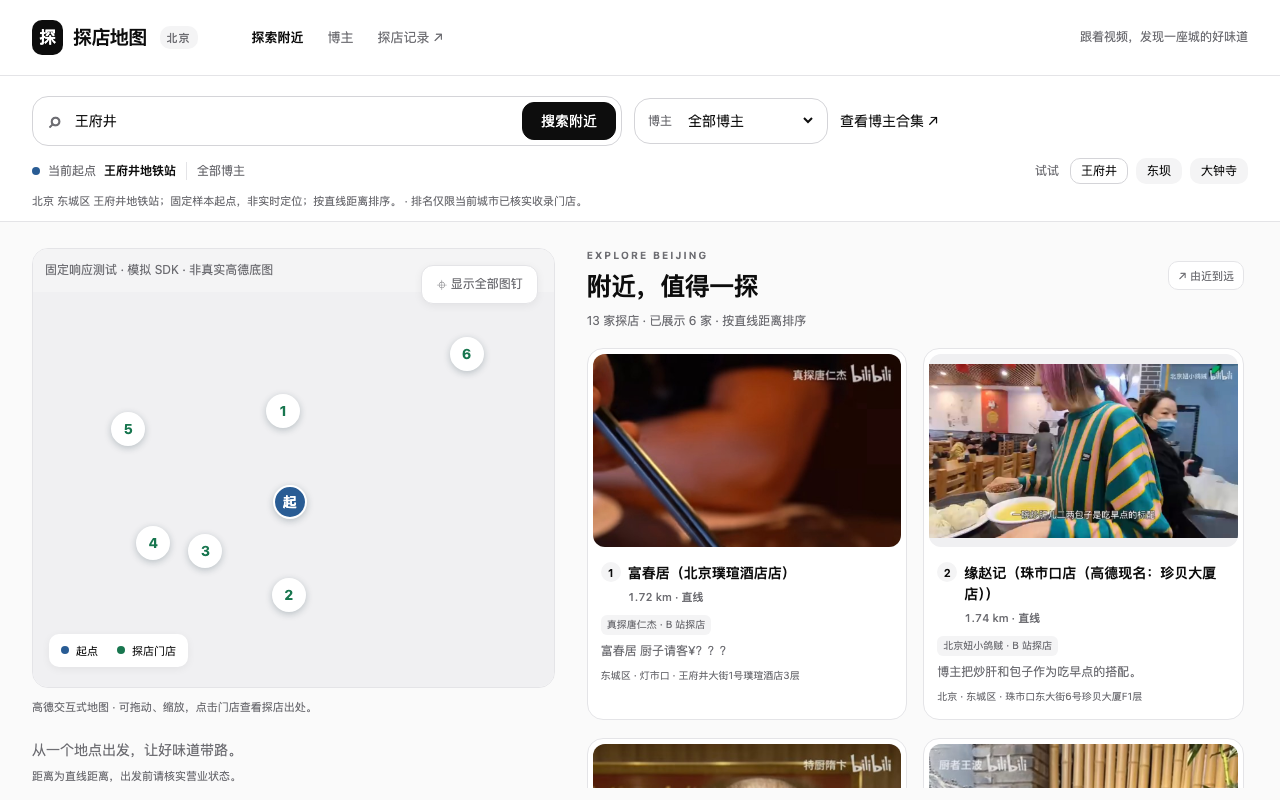 探 探店地图 北京 探索附近 博主 探店记录 ↗ 跟着视频，发现一座城的好味道
王府井 搜索附近 博主 全部博主 查看博主合集 ↗
当前起点 王府井地铁站 全部博主 试试 王府井 东坝 大钟寺
北京 东城区 王府井地铁站；固定样本起点，非实时定位；按直线距离排序。 · 排名仅限当前城市已核实收录门店。
固定响应测试 · 模拟 SDK · 非真实高德底图
显示全部图钉
6
1
5
起
4
3
2
起点 探店门店
高德交互式地图 · 可拖动、缩放，点击门店查看探店出处。
从一个地点出发，让好味道带路。
距离为直线距离，出发前请核实营业状态。
EXPLORE BEIJING
附近，值得一探
↗ 由近到远
13 家探店 · 已展示 6 家 · 按直线距离排序
真探唐仁杰 bilibili
1 富春居（北京璞瑄酒店店）
1.72 km · 直线
真探唐仁杰 · B 站探店
富春居 厨子请客¥？？？
东城区 · 灯市口 · 王府井大街1号璞瑄酒店3层
北京妞小鸽贼 bilibili
2 缘赵记（珠市口店（高德现名：珍贝大厦店））
1.74 km · 直线
北京妞小鸽贼 · B 站探店
博主把炒肝和包子作为吃早点的搭配。
北京 · 东城区 · 珠市口东大街6号珍贝大厦F1层
特厨隋卞 bilibili
厨者王波 bilibili